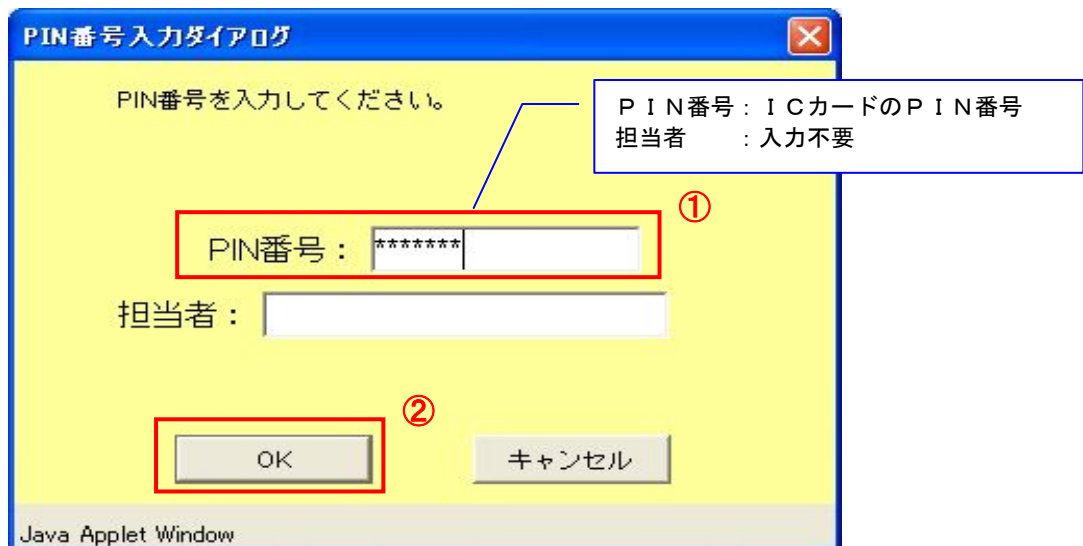 PIN番号入力ダイアログ
PIN番号を入力してください。
PIN番号：ICカードのPIN番号
担当者　　：入力不要
①
PIN番号： *******
担当者：
②
OK
キャンセル
Java Applet Window